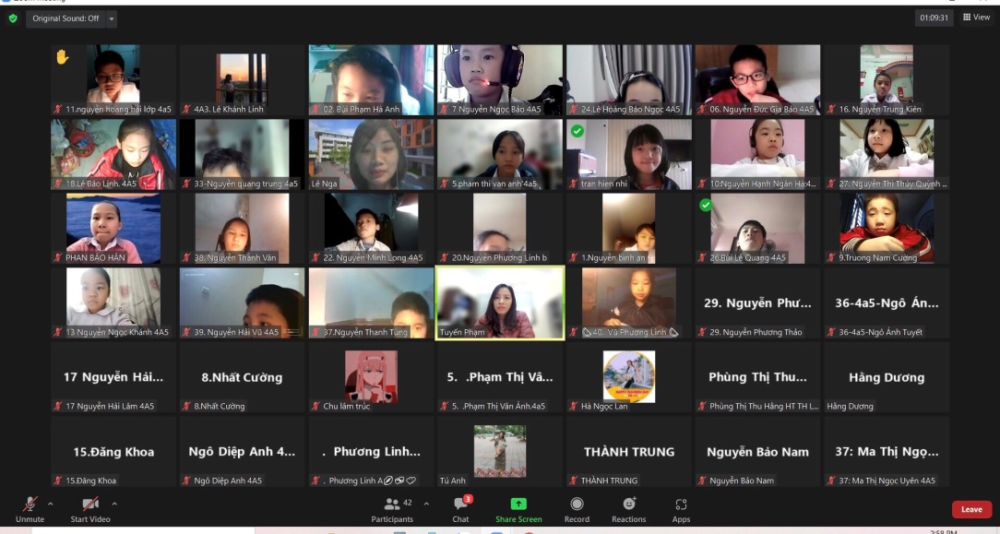 Zoom Meeting
Original Sound: Off
01:09:31
View
11.nguyễn hoàng hải lớp 4a5
4A3. Lê Khánh Linh
02. Bùi Phạm Hà Anh
7 Nguyễn Ngọc Bảo 4A5
24.Lê Hoàng Bảo Ngọc 4A5
06. Nguyễn Đức Gia Bảo 4A5
16. Nguyễn Trung Kiên
18.Lê Bảo Linh. 4A5
33-Nguyễn quang trung 4a5
Lê Nga
5.phạm thi van anh 4a5
tran hien nhi
10:Nguyễn Hạnh Ngân Hà:4...
27. Nguyễn Thị Thúy Quỳnh ...
PHAN BẢO HÂN
38. Nguyễn Thanh Vân
22. Nguyễn Minh Long 4A5
20.Nguyễn Phương Linh b
1.Nguyễn bình an
26.Bùi Lê Quang 4A5
9.Truong Nam Cường
13 Nguyễn Ngọc Khánh 4A5
39. Nguyễn Hải Vũ 4A5
37.Nguyễn Thanh Tùng
Tuyến Phạm
40. Vũ Phương Linh
29. Nguyễn Phư...
29. Nguyễn Phương Thảo
36-4a5-Ngô Án...
36-4a5-Ngô Ánh Tuyết
17 Nguyễn Hải...
17 Nguyễn Hải Lâm 4A5
8.Nhất Cường
8.Nhất Cường
Chu lâm trúc
5. .Phạm Thị Vâ...
5. .Phạm Thị Vân Ánh.4a5
Hà Ngọc Lan
Phùng Thị Thu...
Phùng Thị Thu Hằng HT TH L...
Hằng Dương
Hằng Dương
15.Đăng Khoa
15.Đăng Khoa
Ngô Diệp Anh 4...
Ngô Diệp Anh 4A5
. Phương Linh...
. Phương Linh A
Tú Anh
THÀNH TRUNG
THÀNH TRUNG
Nguyễn Bảo Nam
Nguyễn Bảo Nam
37: Ma Thị Ngọ...
37: Ma Thị Ngọc Uyên 4A5
Unmute
Start Video
Participants
42
Chat
3
Share Screen
Record
Reactions
Apps
Leave
2:58 PM